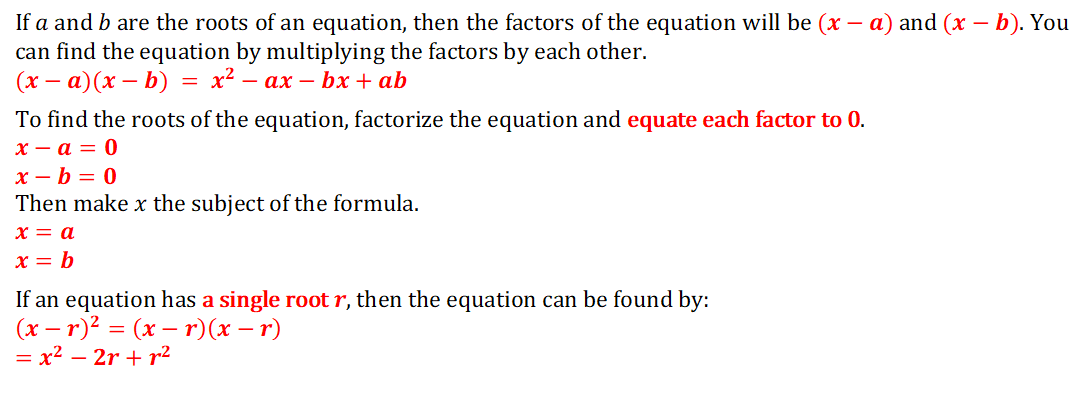 If a and b are the roots of an equation, then the factors of the equation will be (x − a) and (x − b). You
can find the equation by multiplying the factors by each other.
(x − a)(x − b) = x² − ax − bx + ab
To find the roots of the equation, factorize the equation and equate each factor to 0.
x − a = 0
x − b = 0
Then make x the subject of the formula.
x = a
x = b
If an equation has a single root r, then the equation can be found by:
(x − r)² = (x − r)(x − r)
= x² − 2r + r²